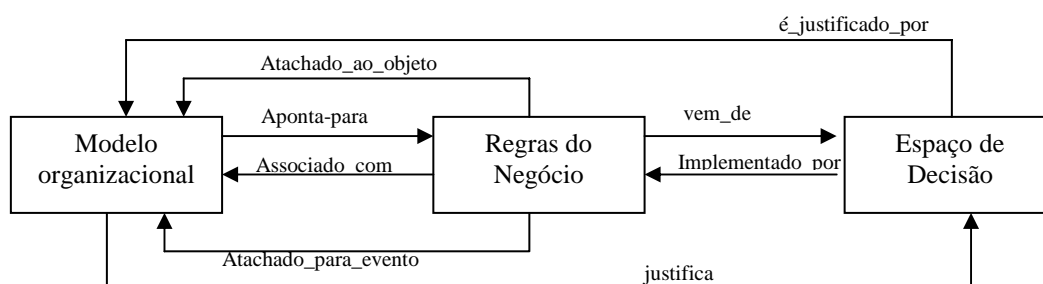 é_justificado_por
Atachado_ao_objeto
Aponta-para
vem_de
Modelo
organizacional
Regras do
Negócio
Espaço de
Decisão
Associado_com
Implementado_por
Atachado_para_evento
justifica